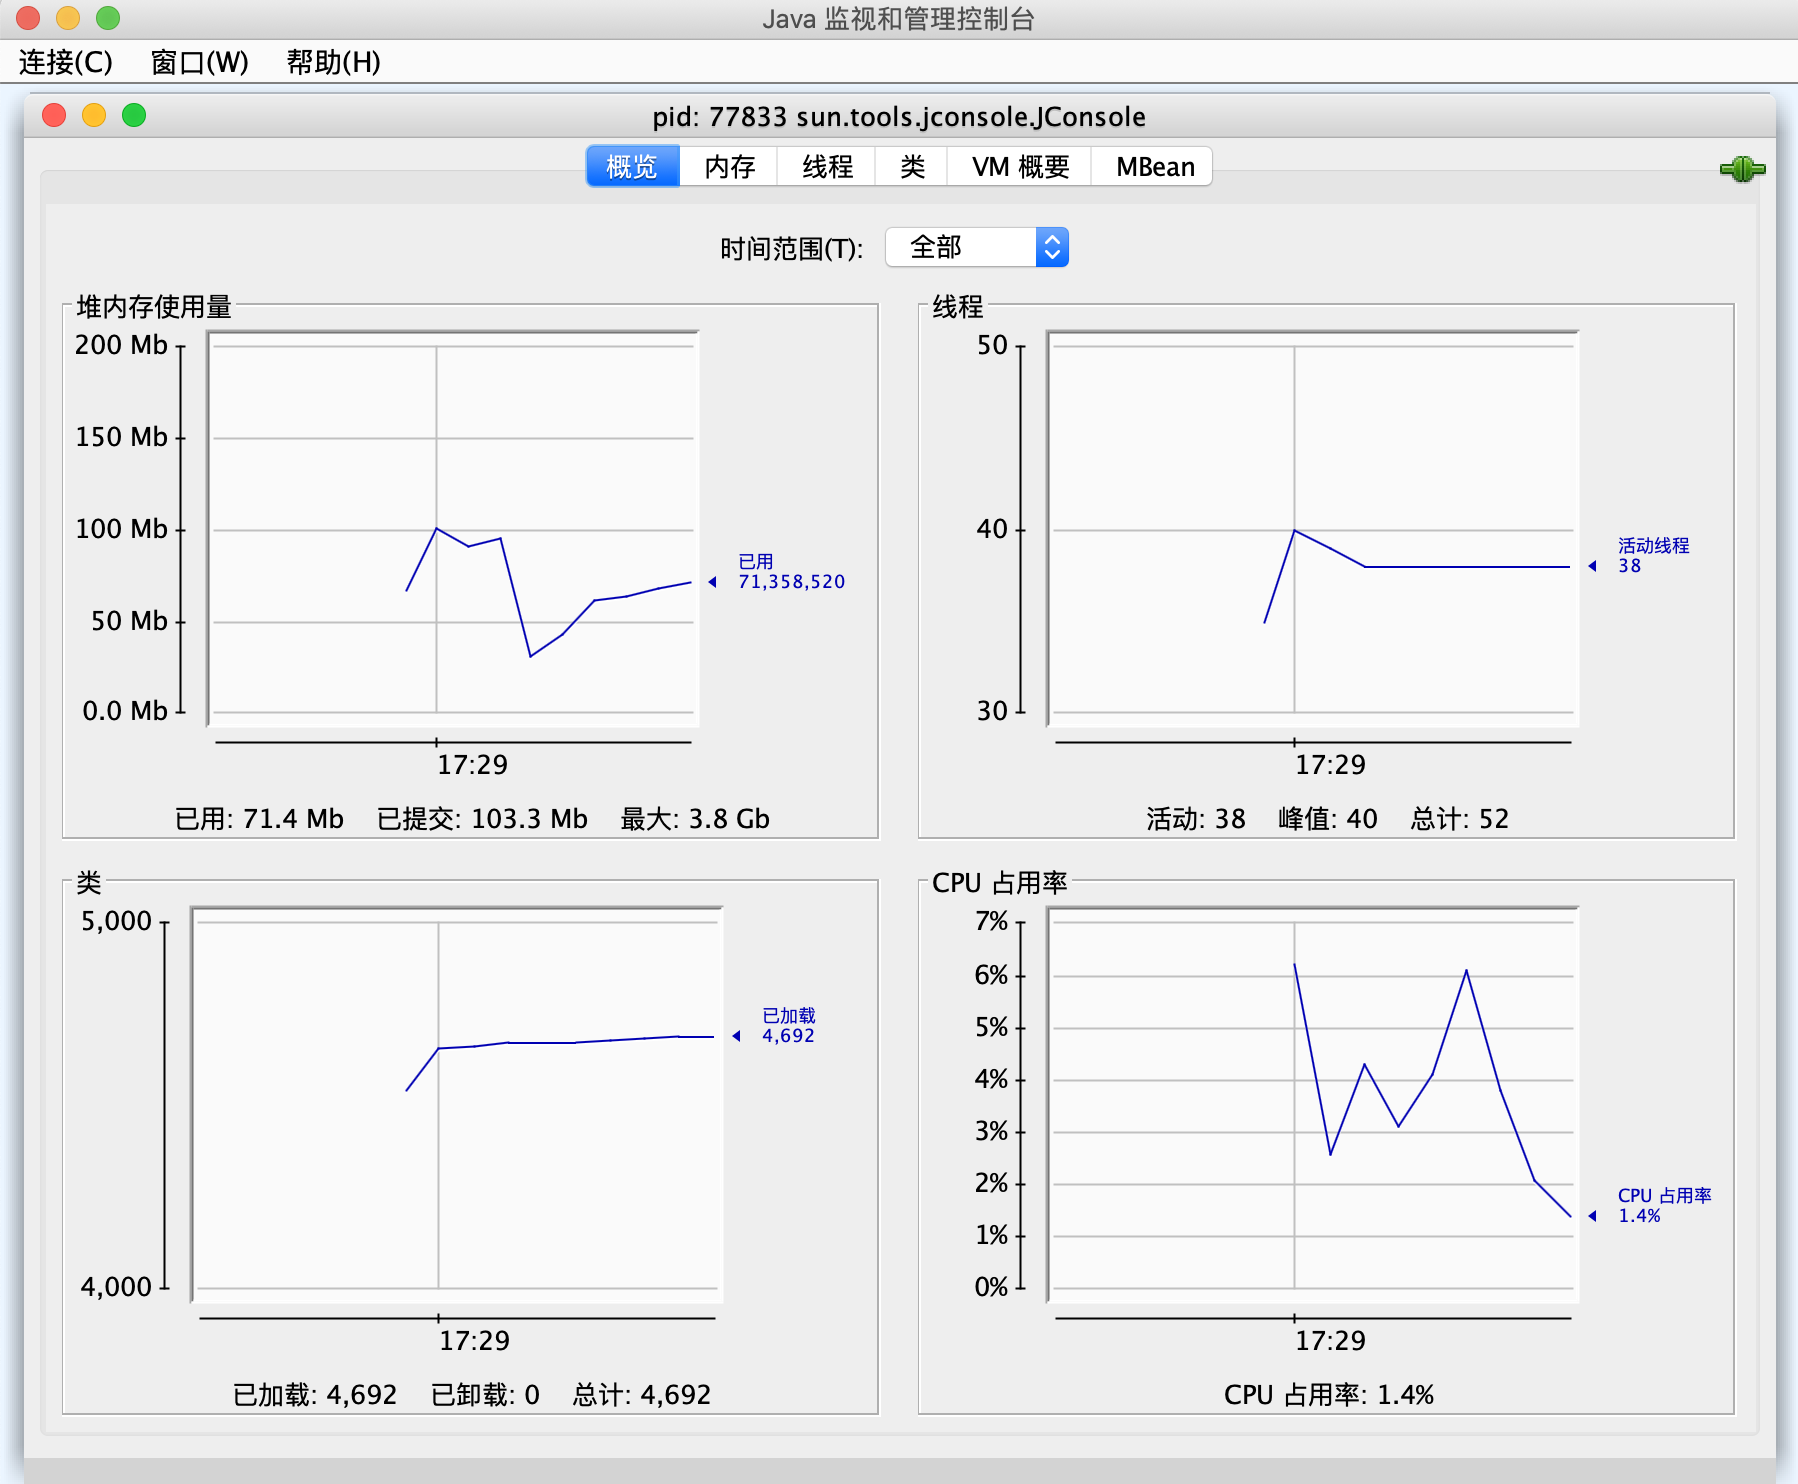 Java 监视和管理控制台
连接(C) 窗口(W) 帮助(H)
pid: 77833 sun.tools.jconsole.JConsole
概览 内存 线程 类 VM 概要 MBean
时间范围(T): 全部
堆内存使用量
200 Mb
150 Mb
100 Mb
50 Mb
0.0 Mb
已用
71,358,520
17:29
已用: 71.4 Mb 已提交: 103.3 Mb 最大: 3.8 Gb
线程
50
40
30
活动线程
38
17:29
活动: 38 峰值: 40 总计: 52
类
5,000
4,000
已加载
4,692
17:29
已加载: 4,692 已卸载: 0 总计: 4,692
CPU 占用率
7%
6%
5%
4%
3%
2%
1%
0%
CPU 占用率
1.4%
17:29
CPU 占用率: 1.4%